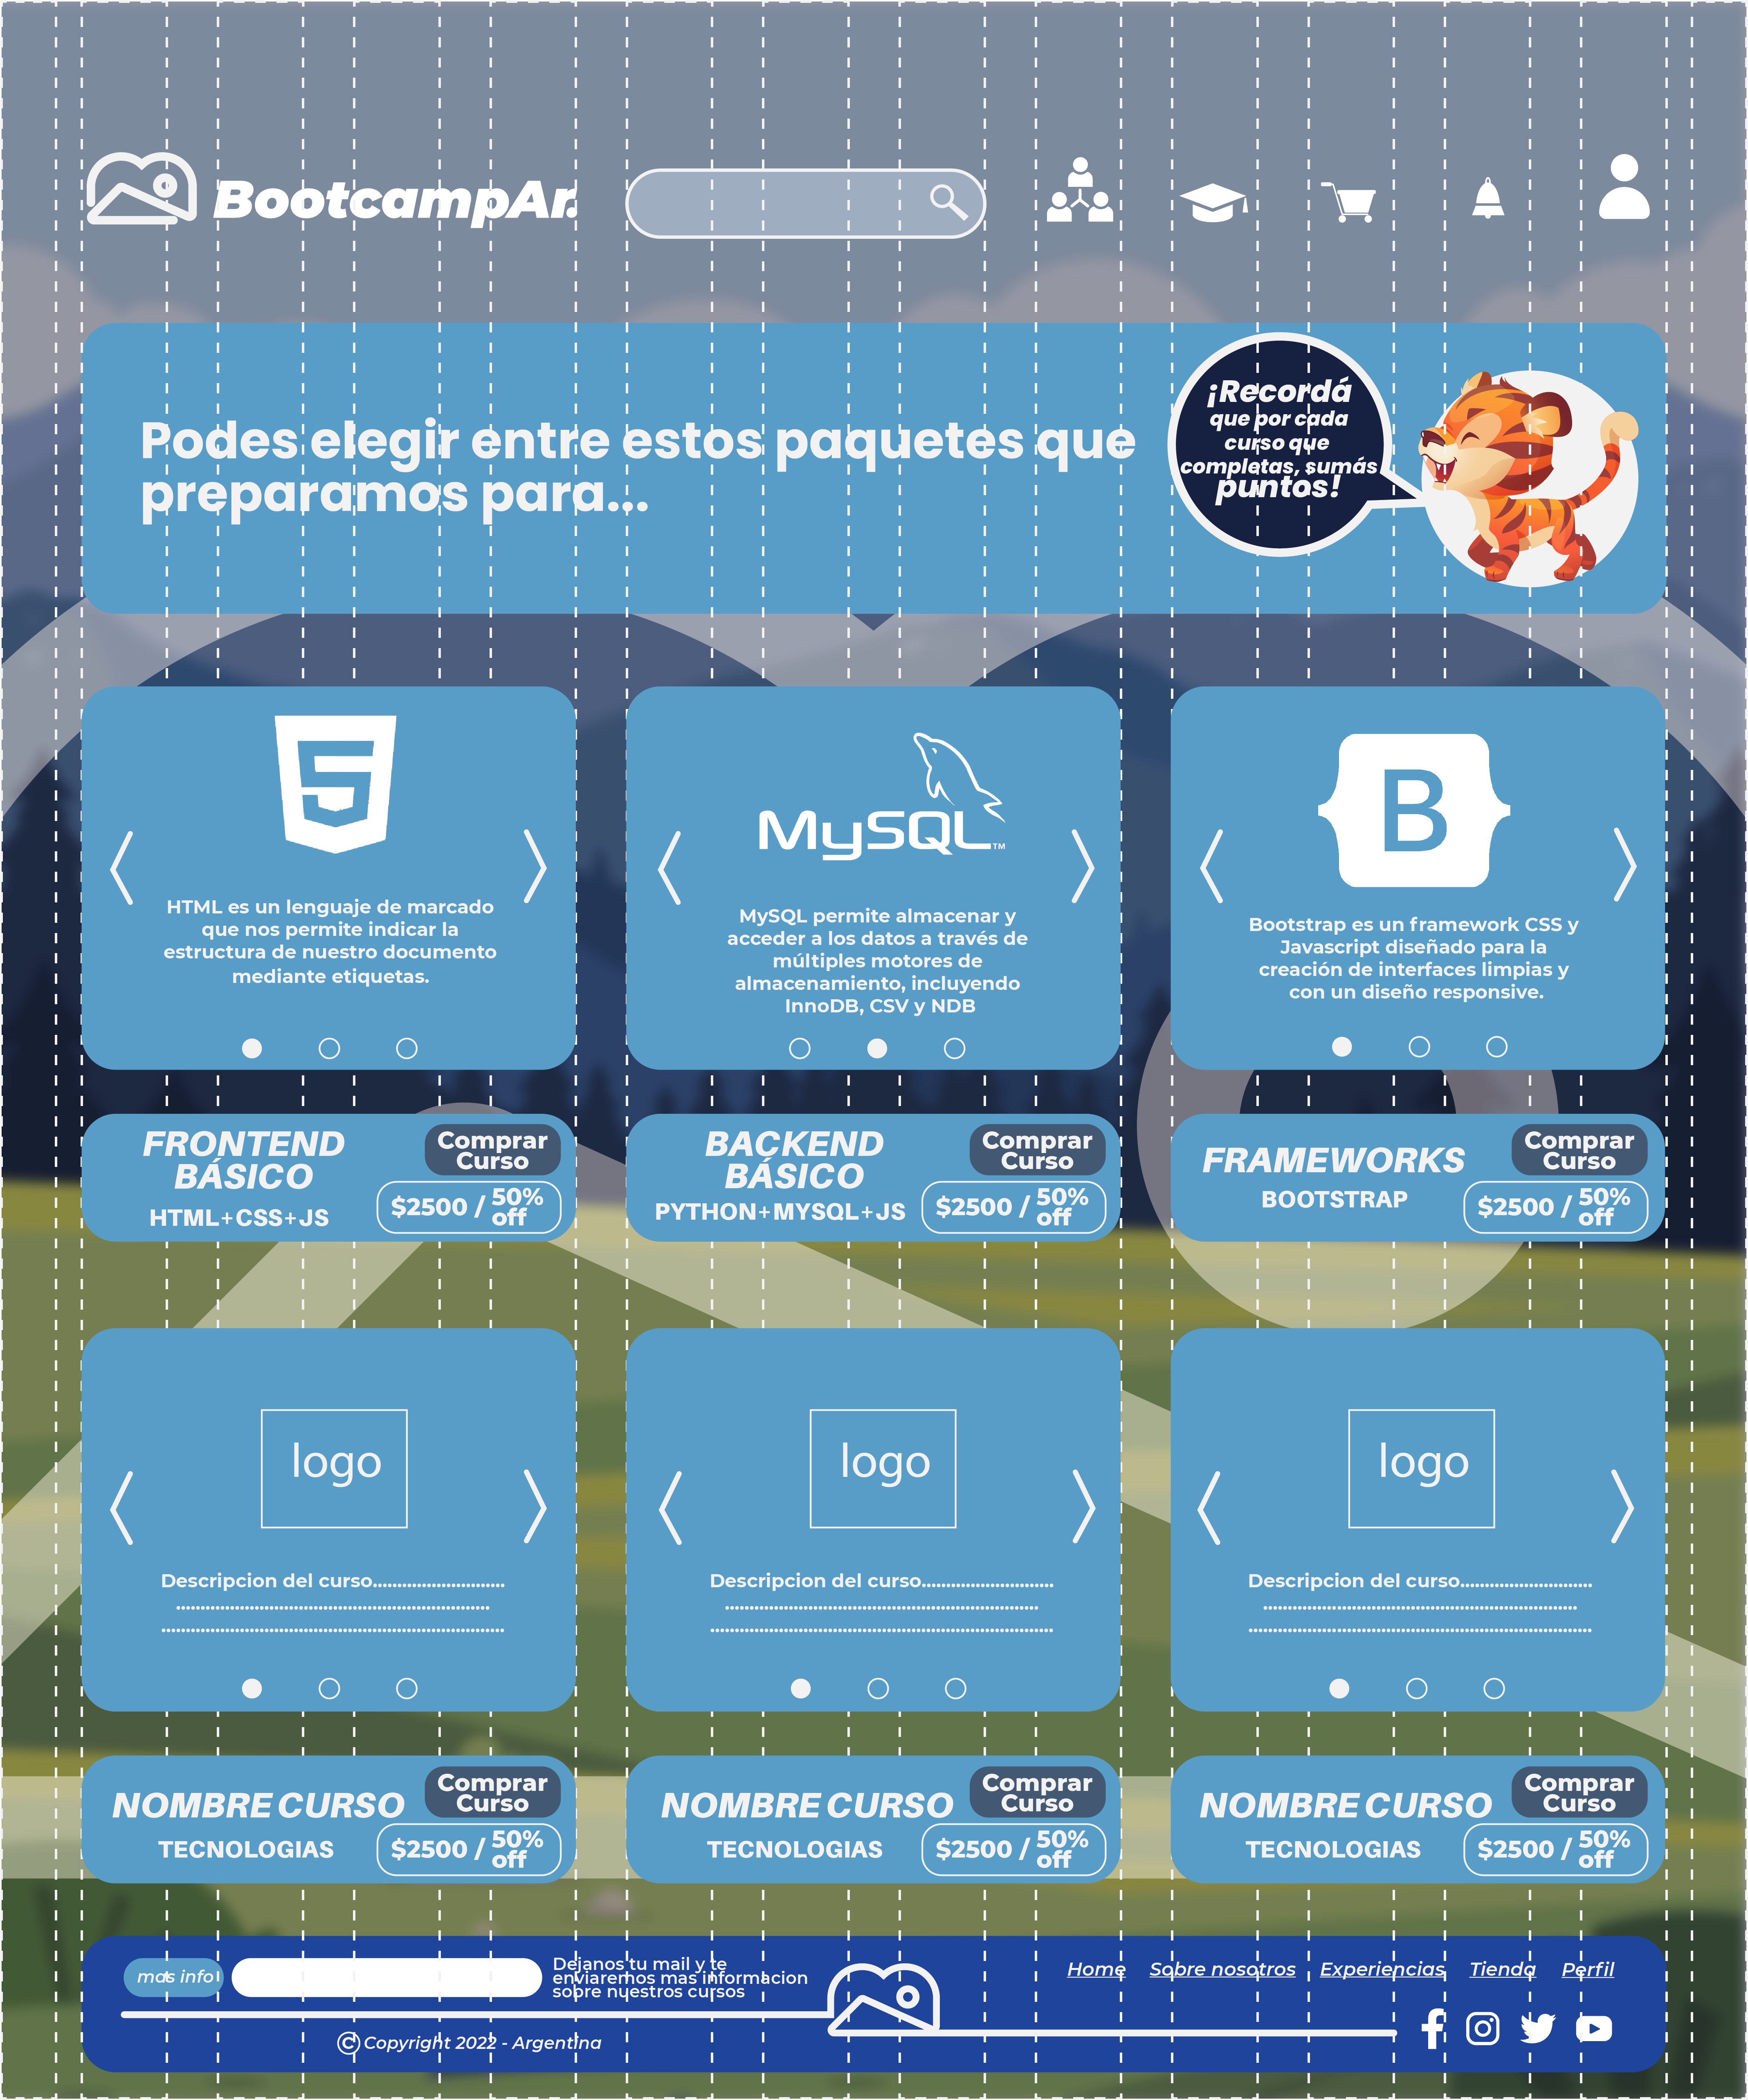 BootcampAr.
Podes elegir entre estos paquetes que
preparamos para...
¡Recordá
que por cada
curso que
completas, sumás
puntos!
HTML es un lenguaje de marcado
que nos permite indicar la
estructura de nuestro documento
mediante etiquetas.
MySQL™
MySQL permite almacenar y
acceder a los datos a través de
múltiples motores de
almacenamiento, incluyendo
InnoDB, CSV y NDB
B
Bootstrap es un framework CSS y
Javascript diseñado para la
creación de interfaces limpias y
con un diseño responsive.
FRONTEND
BÁSICO
HTML+CSS+JS
Comprar
Curso
$2500 / 50%
off
BACKEND
BÁSICO
PYTHON+MYSQL+JS
Comprar
Curso
$2500 / 50%
off
FRAMEWORKS
BOOTSTRAP
Comprar
Curso
$2500 / 50%
off
logo
Descripcion del curso...........................
................................................................
......................................................................
logo
Descripcion del curso...........................
................................................................
......................................................................
logo
Descripcion del curso...........................
................................................................
......................................................................
NOMBRE CURSO
TECNOLOGIAS
Comprar
Curso
$2500 / 50%
off
NOMBRE CURSO
TECNOLOGIAS
Comprar
Curso
$2500 / 50%
off
NOMBRE CURSO
TECNOLOGIAS
Comprar
Curso
$2500 / 50%
off
mas info
Dejanos tu mail y te
enviaremos mas informacion
sobre nuestros cursos
Home Sobre nosotros Experiencias Tienda Perfil
© Copyright 2022 - Argentina